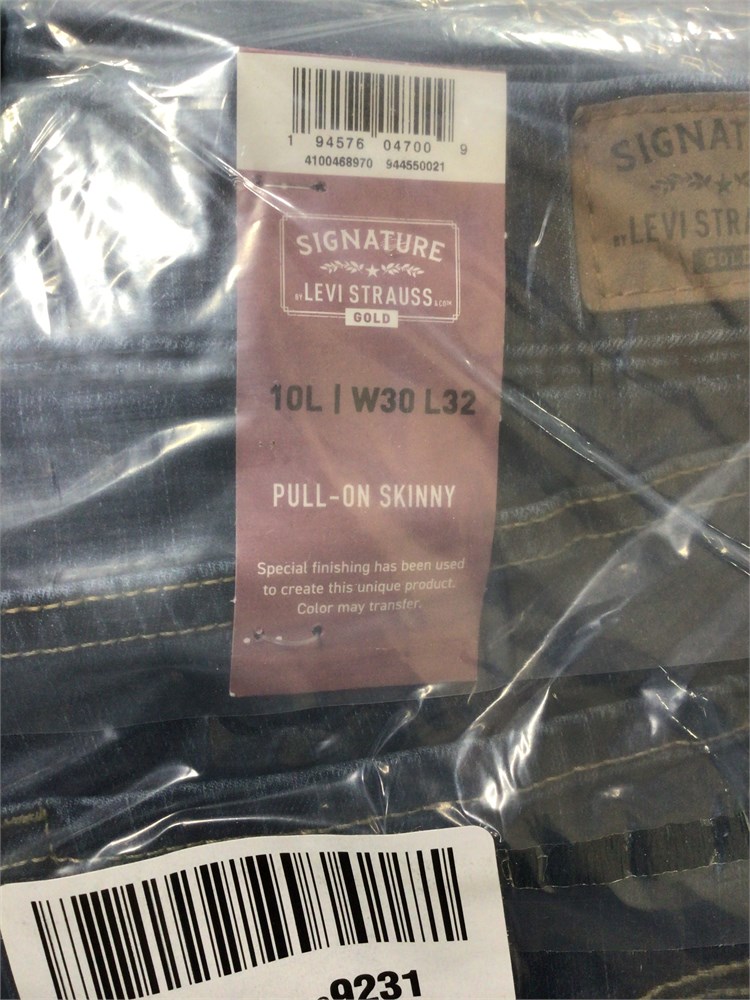 1 94576 04700 9
4100468970 944550021
SIGNATURE
BY LEVI STRAUSS & CO™
GOLD
10L | W30 L32
PULL-ON SKINNY
Special finishing has been used
to create this unique product.
Color may transfer.
SIGNAT
BY LEVI STRA
GOLD
9231